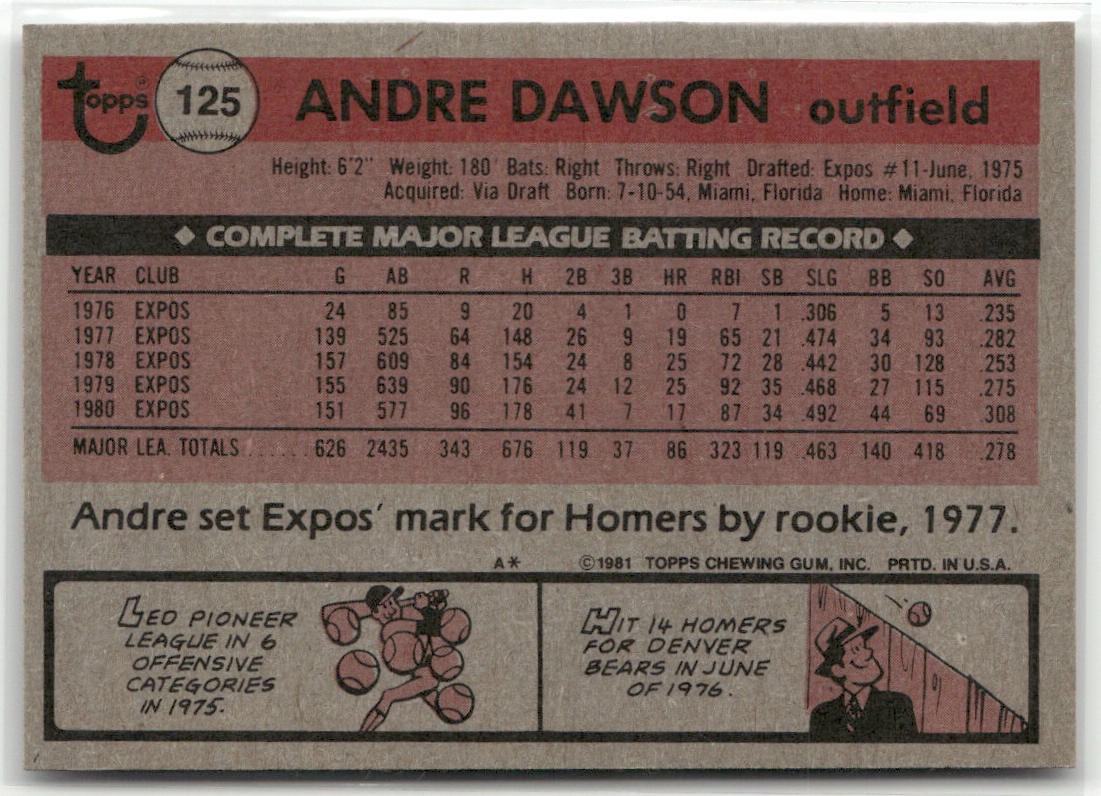 topps® 125 ANDRE DAWSON outfield
Height: 6'2" Weight: 180 Bats: Right Throws: Right Drafted: Expos #11-June, 1975
Acquired: Via Draft Born: 7-10-54, Miami, Florida Home: Miami, Florida
◆ COMPLETE MAJOR LEAGUE BATTING RECORD ◆
YEAR CLUB G AB R H 2B 3B HR RBI SB SLG BB SO AVG
1976 EXPOS 24 85 9 20 4 1 0 7 1 .306 5 13 .235
1977 EXPOS 139 525 64 148 26 9 19 65 21 .474 34 93 .282
1978 EXPOS 157 609 84 154 24 8 25 72 28 .442 30 128 .253
1979 EXPOS 155 639 90 176 24 12 25 92 35 .468 27 115 .275
1980 EXPOS 151 577 96 178 41 7 17 87 34 .492 44 69 .308
MAJOR LEA. TOTALS ...... 626 2435 343 676 119 37 86 323 119 .463 140 418 .278
Andre set Expos' mark for Homers by rookie, 1977.
A* ©1981 TOPPS CHEWING GUM, INC. PRTD. IN U.S.A.
LED PIONEER
LEAGUE IN 6
OFFENSIVE
CATEGORIES
IN 1975.
HIT 14 HOMERS
FOR DENVER
BEARS IN JUNE
OF 1976.